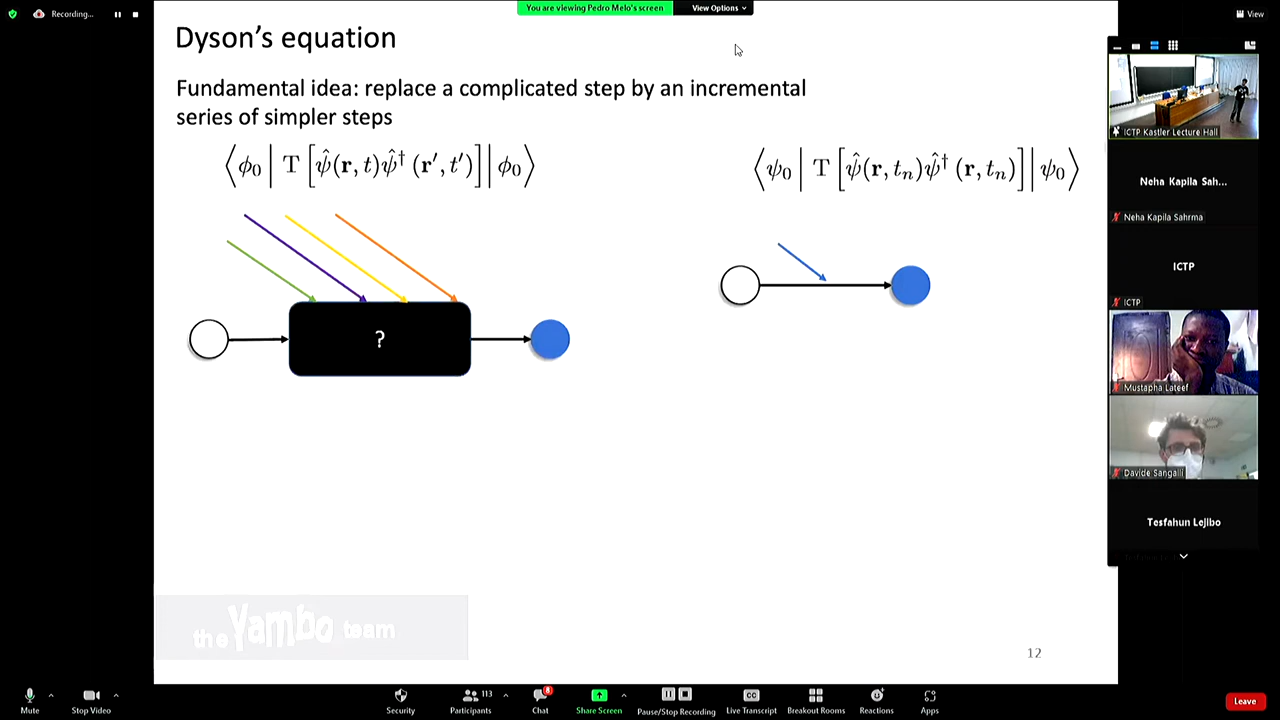 Recording...
You are viewing Pedro Melo's screen
View Options
View
Dyson's equation
Fundamental idea: replace a complicated step by an incremental
series of simpler steps
⟨ϕ₀ | T [ψ̂(r, t)ψ̂† (r′, t′)] | ϕ₀⟩
⟨ψ₀ | T [ψ̂(r, tₙ)ψ̂† (r, tₙ)] | ψ₀⟩
?
the Yambo team
12
ICTP Kastler Lecture Hall
Neha Kapila Sah...
Neha Kapila Sahrma
ICTP
ICTP
Mustapha Lateef
Davide Sangalli
Tesfahun Lejibo
Mute
Stop Video
Security
Participants
113
Chat
8
Share Screen
Pause/Stop Recording
CC
Live Transcript
Breakout Rooms
Reactions
Apps
Leave